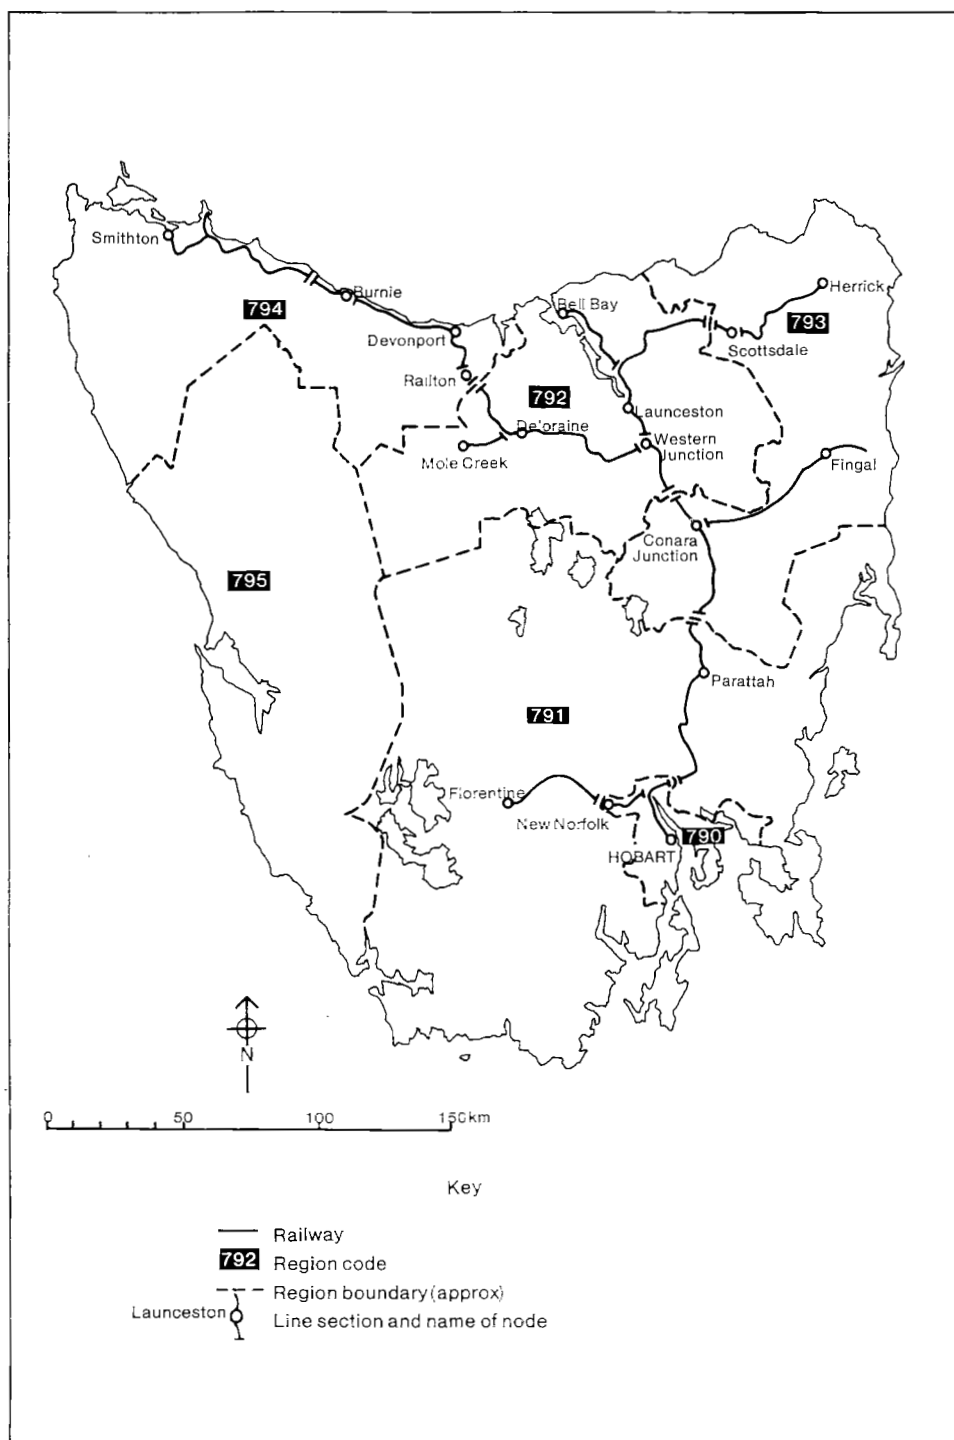 Smithton
Burnie
794
Devonport
Railton
Bell Bay
Herrick
793
Scottsdale
792
Launceston
Deloraine
Western
Junction
Mole Creek
Fingal
Conara
Junction
795
Parattah
791
Florentine
New Norfolk
790
HOBART
N
0 50 100 150km
Key
Railway
792 Region code
Region boundary (approx)
Launceston
Line section and name of node